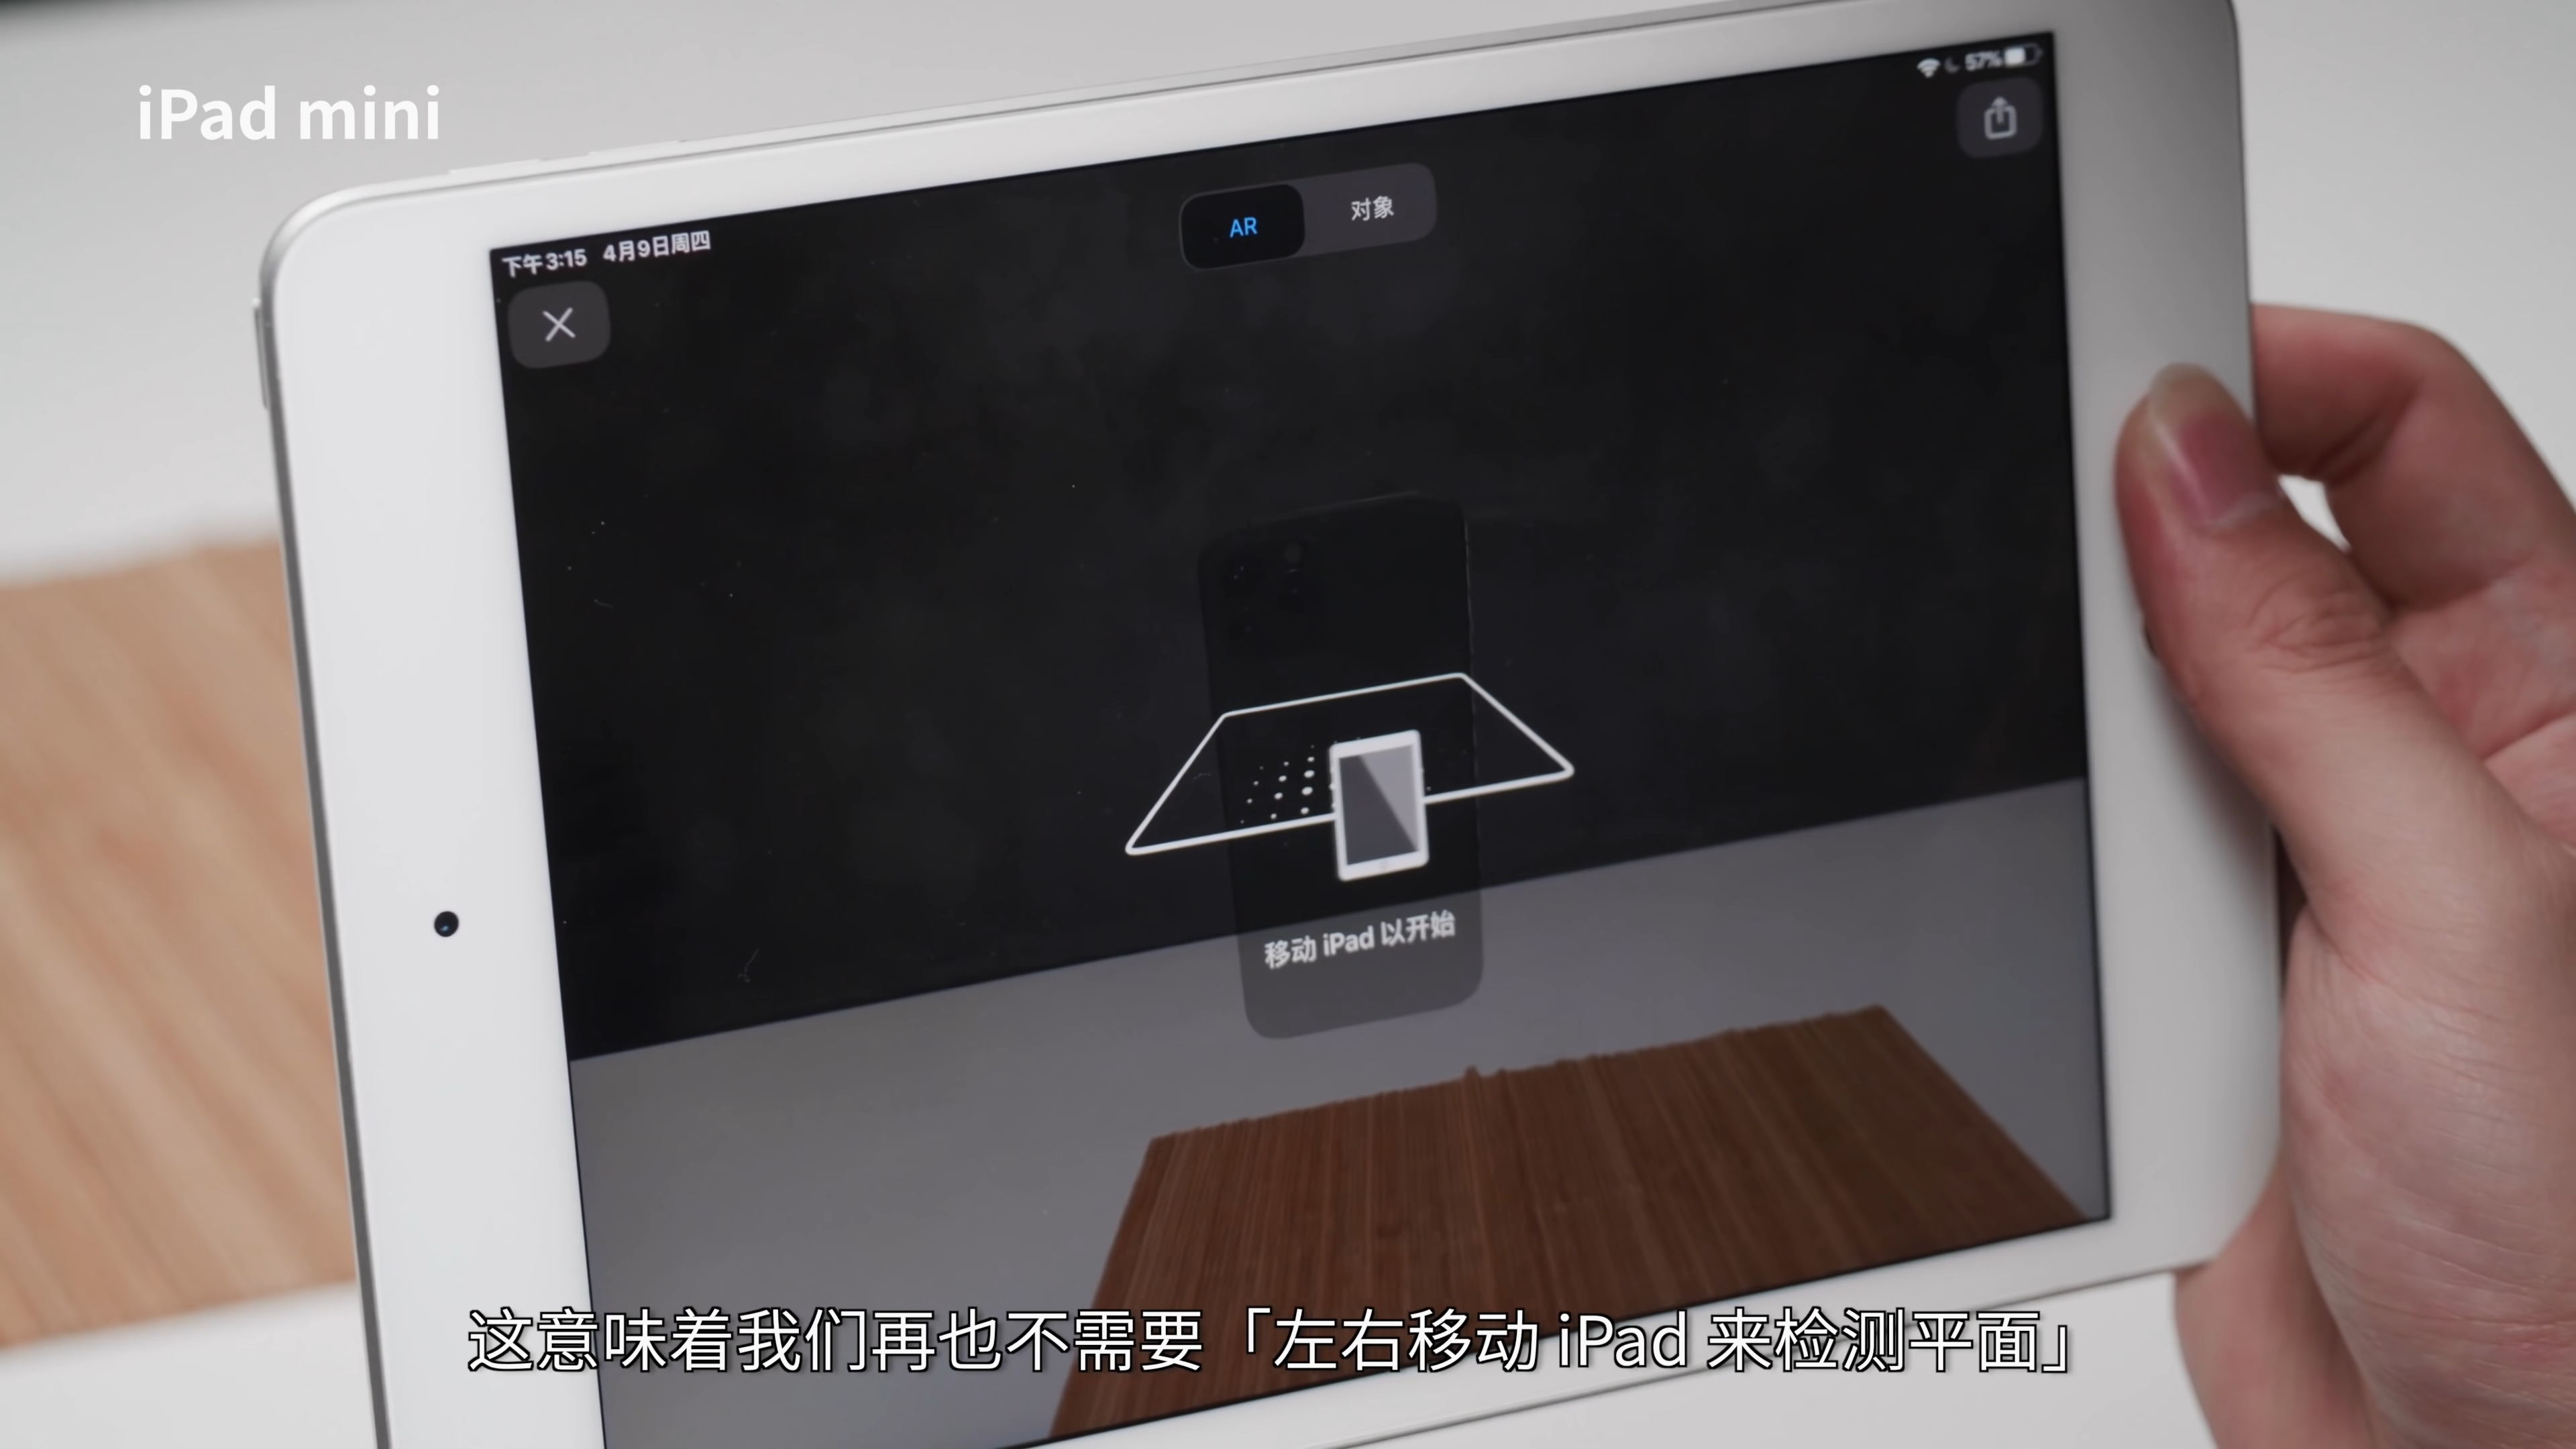 iPad mini
57%
下午3:15 4月9日周四
AR 对象
移动 iPad 以开始
这意味着我们再也不需要「左右移动 iPad 来检测平面」